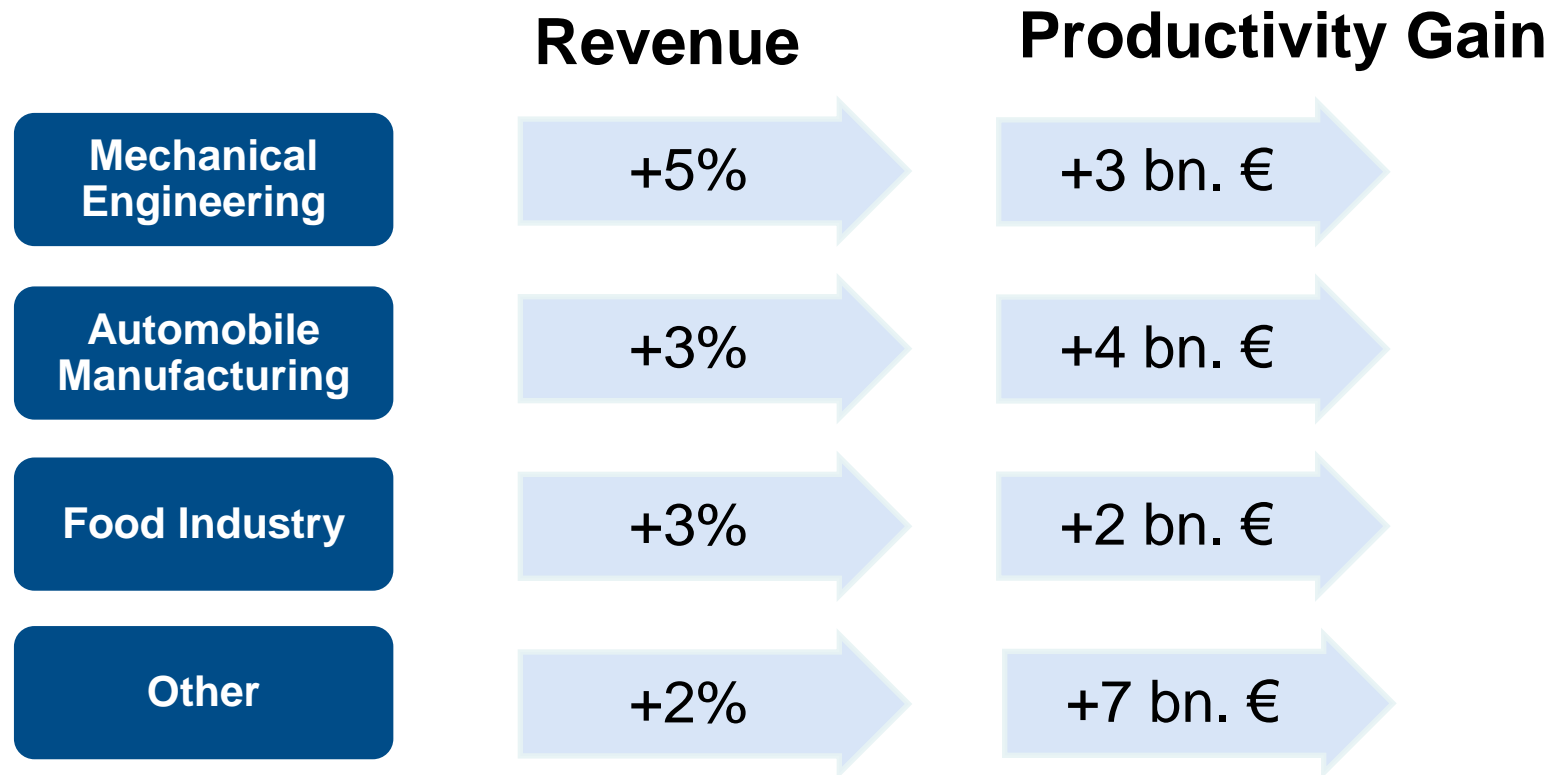 Revenue
Productivity Gain
Mechanical
Engineering
+5%
+3 bn. €
Automobile
Manufacturing
+3%
+4 bn. €
Food Industry
+3%
+2 bn. €
Other
+2%
+7 bn. €